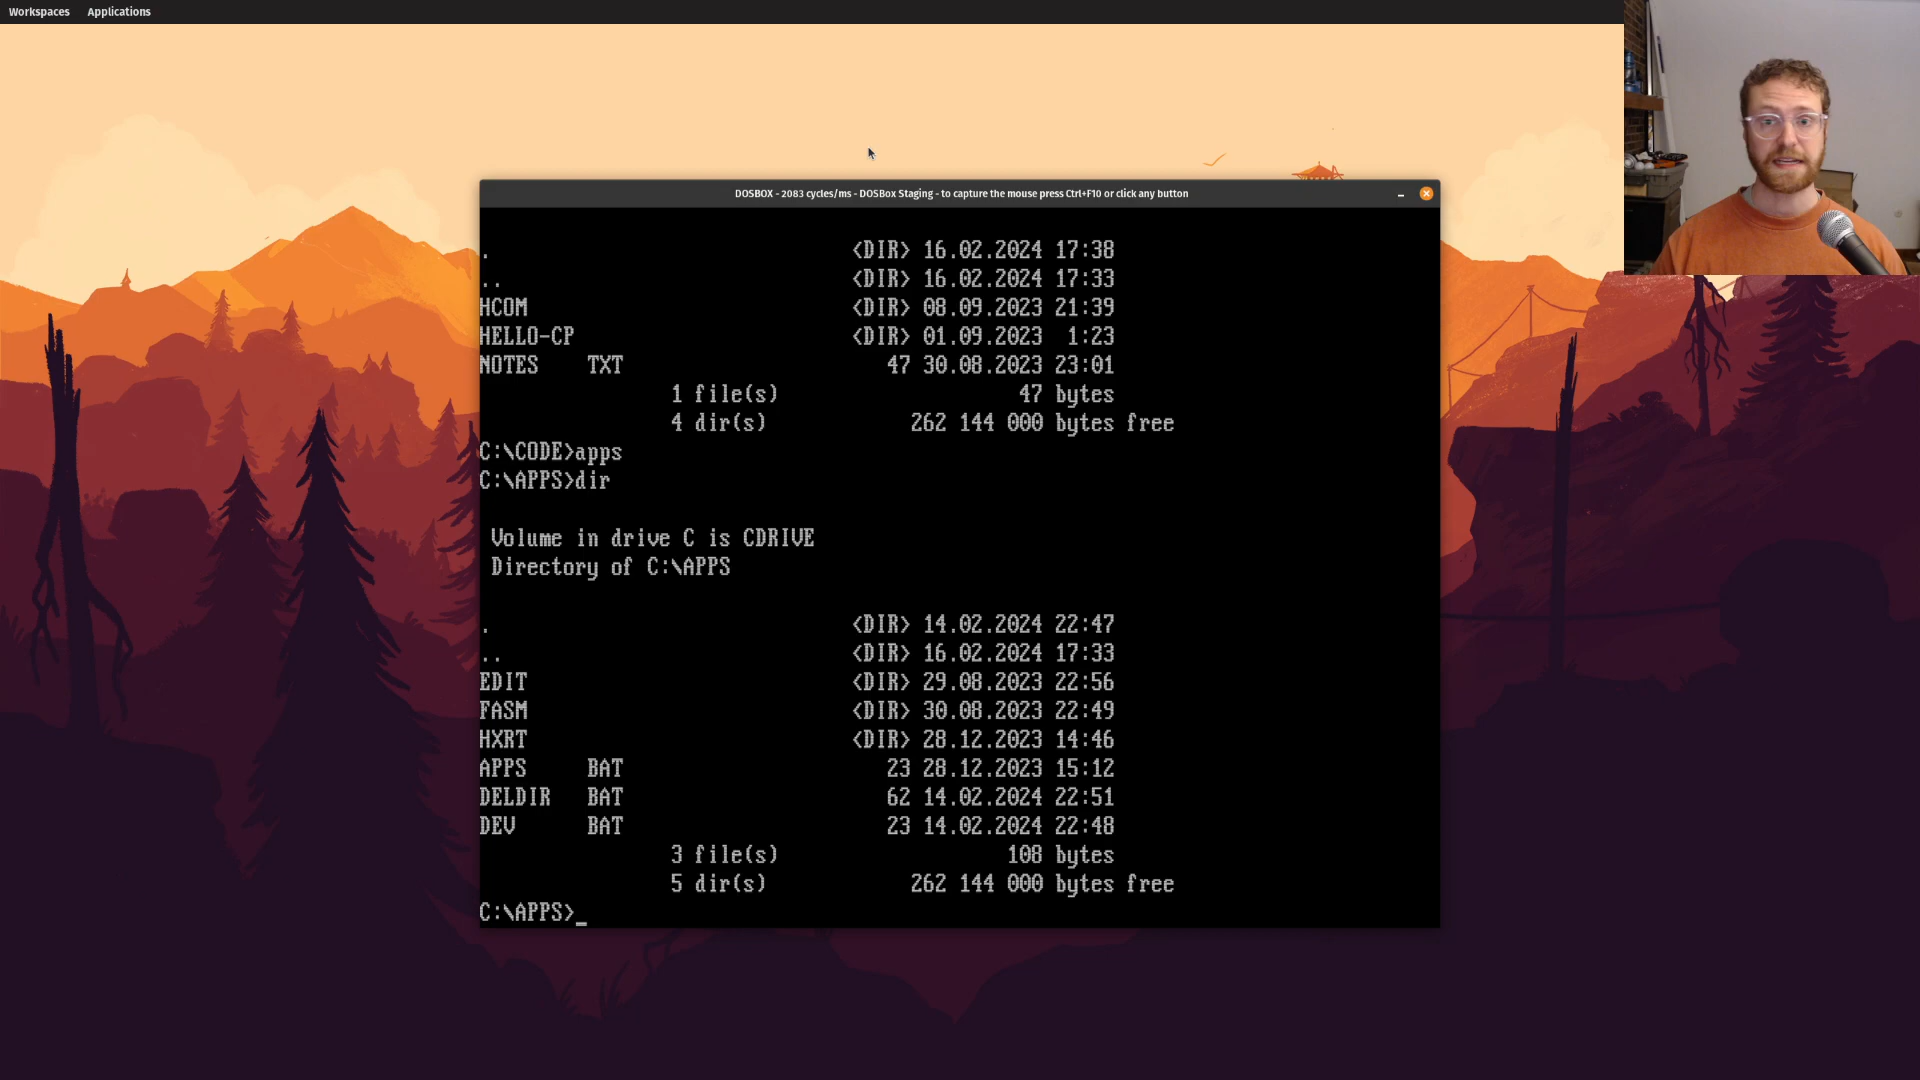 Workspaces Applications
DOSBOX - 2083 cycles/ms - DOSBox Staging - to capture the mouse press Ctrl+F10 or click any button
. <DIR> 16.02.2024 17:38
.. <DIR> 16.02.2024 17:33
HCOM <DIR> 08.09.2023 21:39
HELLO-CP <DIR> 01.09.2023 1:23
NOTES TXT 47 30.08.2023 23:01
1 file(s) 47 bytes
4 dir(s) 262 144 000 bytes free
C:\CODE>apps
C:\APPS>dir
Volume in drive C is CDRIVE
Directory of C:\APPS
. <DIR> 14.02.2024 22:47
.. <DIR> 16.02.2024 17:33
EDIT <DIR> 29.08.2023 22:56
FASM <DIR> 30.08.2023 22:49
HXRT <DIR> 28.12.2023 14:46
APPS BAT 23 28.12.2023 15:12
DELDIR BAT 62 14.02.2024 22:51
DEV BAT 23 14.02.2024 22:48
3 file(s) 108 bytes
5 dir(s) 262 144 000 bytes free
C:\APPS>_